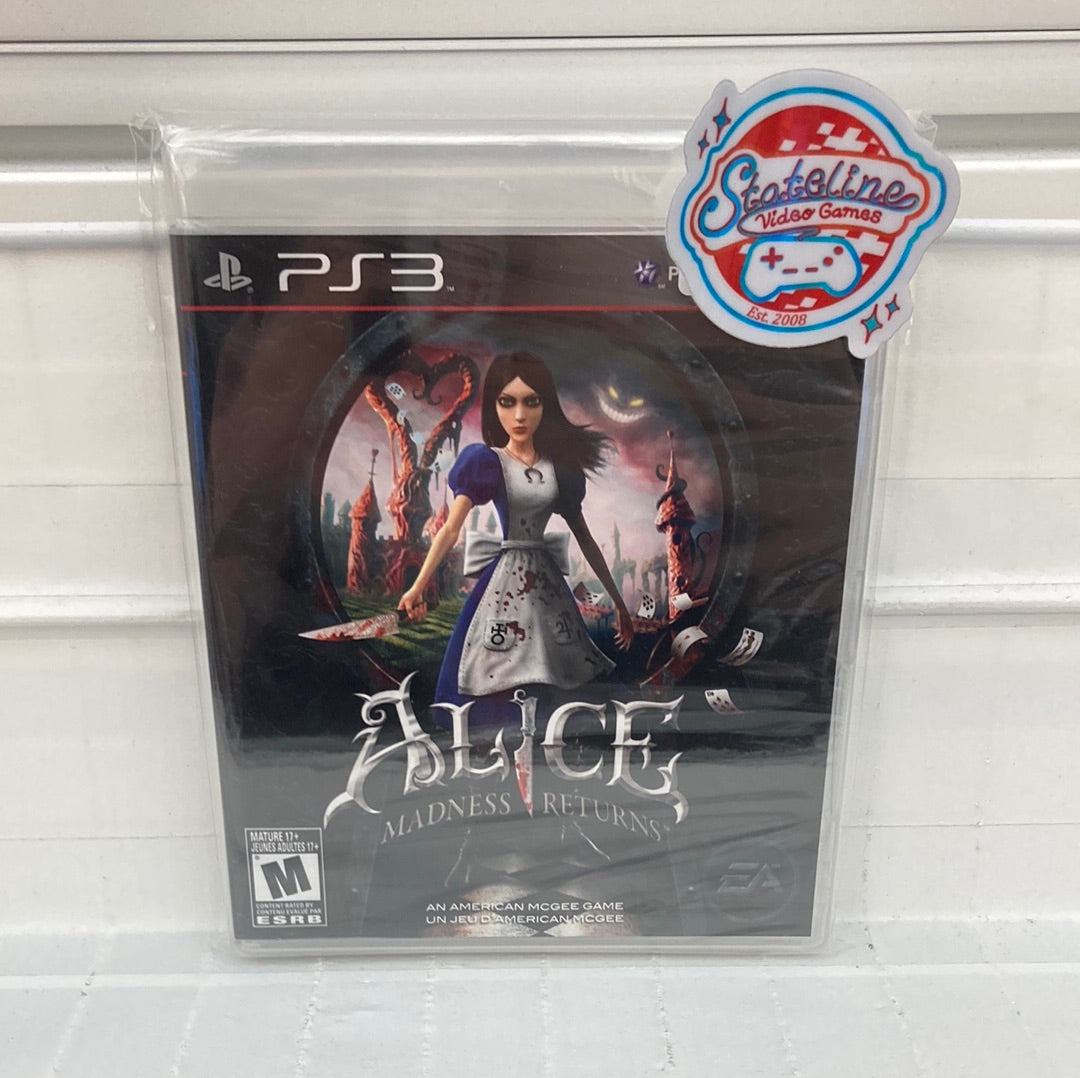 Stateline
Video Games
Est. 2008
PS3
P
ALICE
MADNESS RETURNS™
MATURE 17+
JEUNES ADULTES 17+
M
CONTENT RATED BY
CONTENU ÉVALUÉ PAR
ESRB
EA
AN AMERICAN MCGEE GAME
UN JEU D'AMERICAN MCGEE